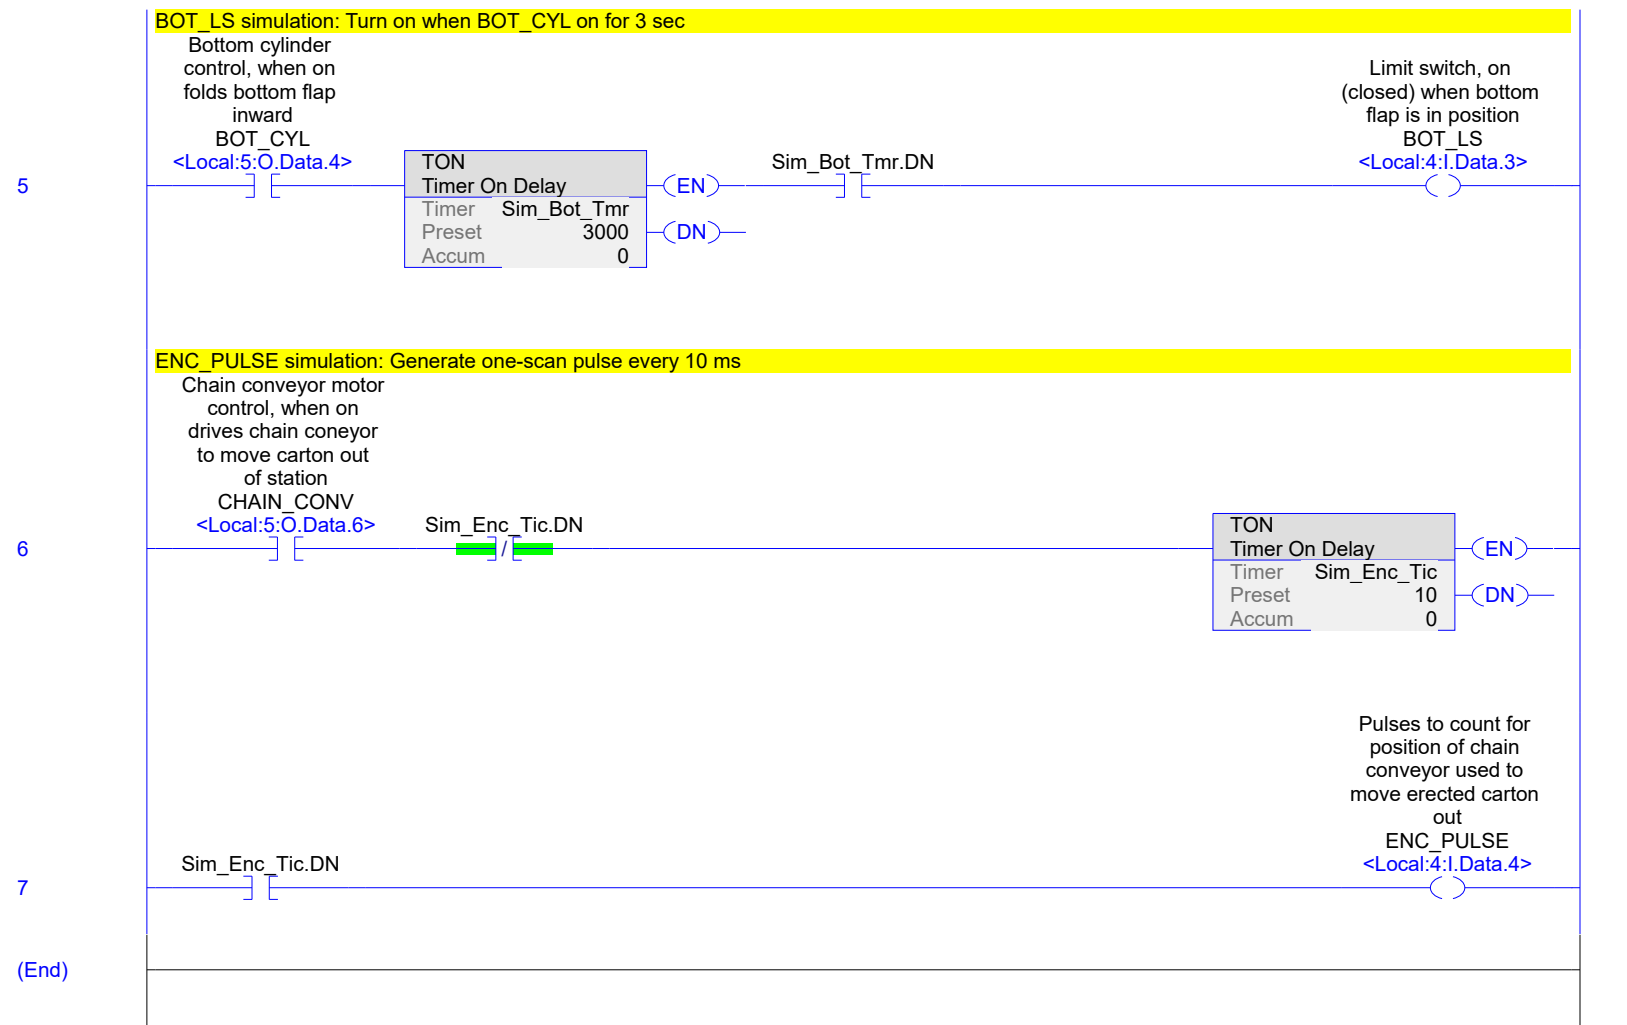 BOT_LS simulation: Turn on when BOT_CYL on for 3 sec
Bottom cylinder
control, when on
folds bottom flap
inward
BOT_CYL
<Local:5:O.Data.4>
Limit switch, on
(closed) when bottom
flap is in position
BOT_LS
<Local:4:I.Data.3>
5
TON
Timer On Delay
Timer Sim_Bot_Tmr
Preset 3000
Accum 0
EN
DN
Sim_Bot_Tmr.DN
ENC_PULSE simulation: Generate one-scan pulse every 10 ms
Chain conveyor motor
control, when on
drives chain coneyor
to move carton out
of station
CHAIN_CONV
<Local:5:O.Data.6>
6
Sim_Enc_Tic.DN
/
TON
Timer On Delay
Timer Sim_Enc_Tic
Preset 10
Accum 0
EN
DN
Pulses to count for
position of chain
conveyor used to
move erected carton
out
ENC_PULSE
<Local:4:I.Data.4>
7
Sim_Enc_Tic.DN
(End)